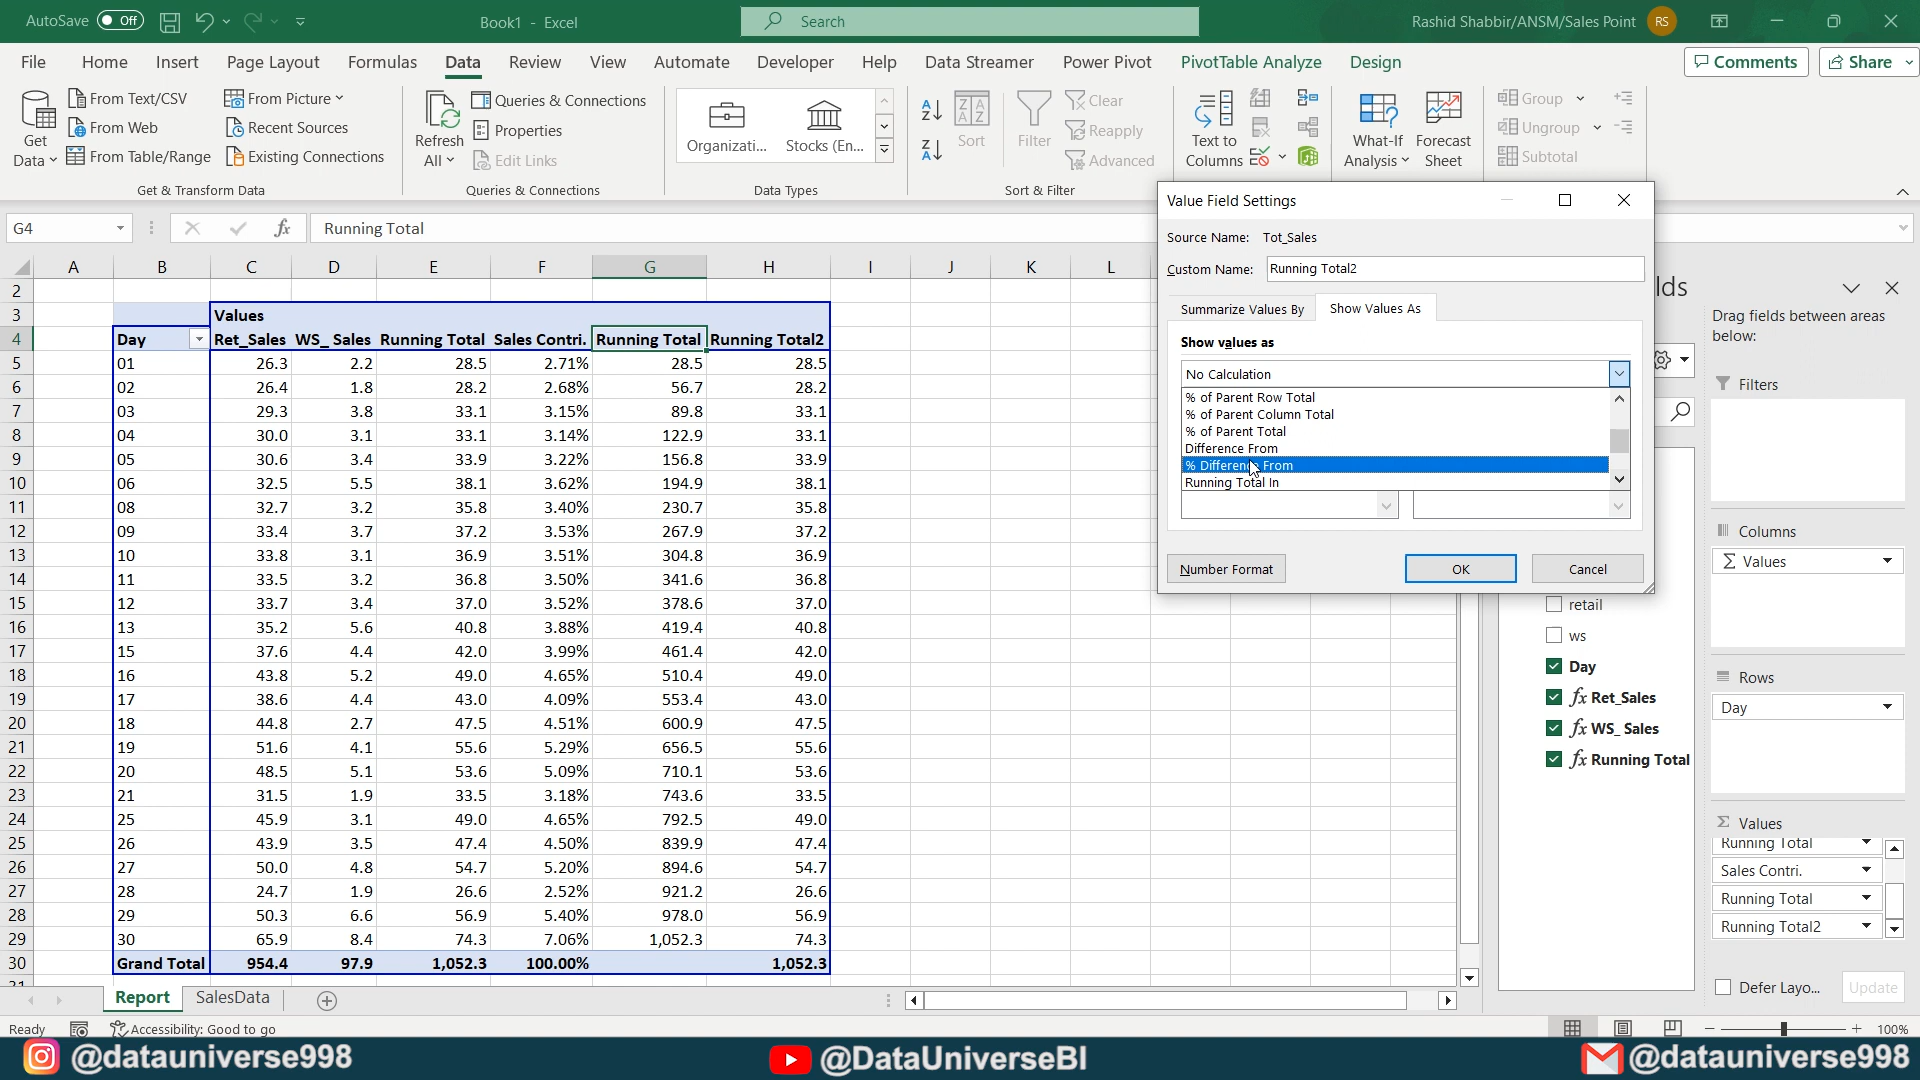 AutoSave Off Book1 - Excel Search Rashid Shabbir/ANSM/Sales Point RS
File Home Insert Page Layout Formulas Data Review View Automate Developer Help Data Streamer Power Pivot PivotTable Analyze Design Comments Share
Get Data
From Text/CSV
From Web
From Table/Range
From Picture
Recent Sources
Existing Connections
Get & Transform Data
Refresh All
Queries & Connections
Properties
Edit Links
Queries & Connections
Organizati...
Stocks (En...
Data Types
Sort
Filter
Clear
Reapply
Advanced
Sort & Filter
Text to Columns
What-If Analysis
Forecast Sheet
Group
Ungroup
Subtotal
G4 fx Running Total
A B C D E F G H I J K L
2
3 Values
4 Day Ret_Sales WS_ Sales Running Total Sales Contri. Running Total Running Total2
5 01 26.3 2.2 28.5 2.71% 28.5 28.5
6 02 26.4 1.8 28.2 2.68% 56.7 28.2
7 03 29.3 3.8 33.1 3.15% 89.8 33.1
8 04 30.0 3.1 33.1 3.14% 122.9 33.1
9 05 30.6 3.4 33.9 3.22% 156.8 33.9
10 06 32.5 5.5 38.1 3.62% 194.9 38.1
11 08 32.7 3.2 35.8 3.40% 230.7 35.8
12 09 33.4 3.7 37.2 3.53% 267.9 37.2
13 10 33.8 3.1 36.9 3.51% 304.8 36.9
14 11 33.5 3.2 36.8 3.50% 341.6 36.8
15 12 33.7 3.4 37.0 3.52% 378.6 37.0
16 13 35.2 5.6 40.8 3.88% 419.4 40.8
17 15 37.6 4.4 42.0 3.99% 461.4 42.0
18 16 43.8 5.2 49.0 4.65% 510.4 49.0
19 17 38.6 4.4 43.0 4.09% 553.4 43.0
20 18 44.8 2.7 47.5 4.51% 600.9 47.5
21 19 51.6 4.1 55.6 5.29% 656.5 55.6
22 20 48.5 5.1 53.6 5.09% 710.1 53.6
23 21 31.5 1.9 33.5 3.18% 743.6 33.5
24 25 45.9 3.1 49.0 4.65% 792.5 49.0
25 26 43.9 3.5 47.4 4.50% 839.9 47.4
26 27 50.0 4.8 54.7 5.20% 894.6 54.7
27 28 24.7 1.9 26.6 2.52% 921.2 26.6
28 29 50.3 6.6 56.9 5.40% 978.0 56.9
29 30 65.9 8.4 74.3 7.06% 1,052.3 74.3
30 Grand Total 954.4 97.9 1,052.3 100.00% 1,052.3
Value Field Settings
Source Name: Tot_Sales
Custom Name: Running Total2
Summarize Values By Show Values As
Show values as
No Calculation
% of Parent Row Total
% of Parent Column Total
% of Parent Total
Difference From
% Difference From
Running Total In
Number Format OK Cancel
lds
Drag fields between areas
below:
Filters
Columns
Σ Values
retail
ws
Day
fx Ret_Sales
fx WS_ Sales
fx Running Total
Rows
Day
Σ Values
Running Total
Sales Contri.
Running Total
Running Total2
Defer Layo... Update
Report SalesData
Ready Accessibility: Good to go 100%
@datauniverse998 @DataUniverseBI @datauniverse998